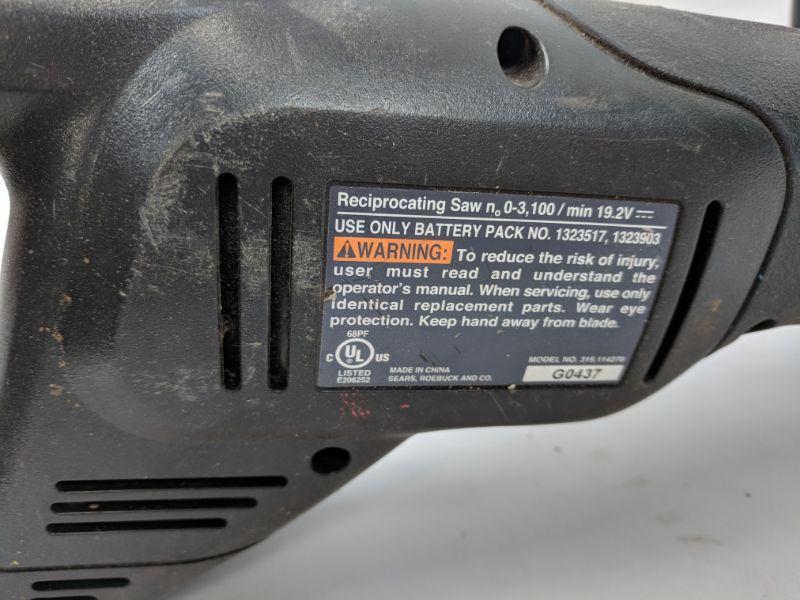 Reciprocating Saw n₀ 0-3,100 / min 19.2V ⎓
USE ONLY BATTERY PACK NO. 1323517, 1323903
WARNING: To reduce the risk of injury,
user must read and understand the
operator's manual. When servicing, use only
identical replacement parts. Wear eye
protection. Keep hand away from blade.
68PF
C UL US
LISTED
E206252
MADE IN CHINA
SEARS, ROEBUCK AND CO.
MODEL NO. 315.114270
G0437